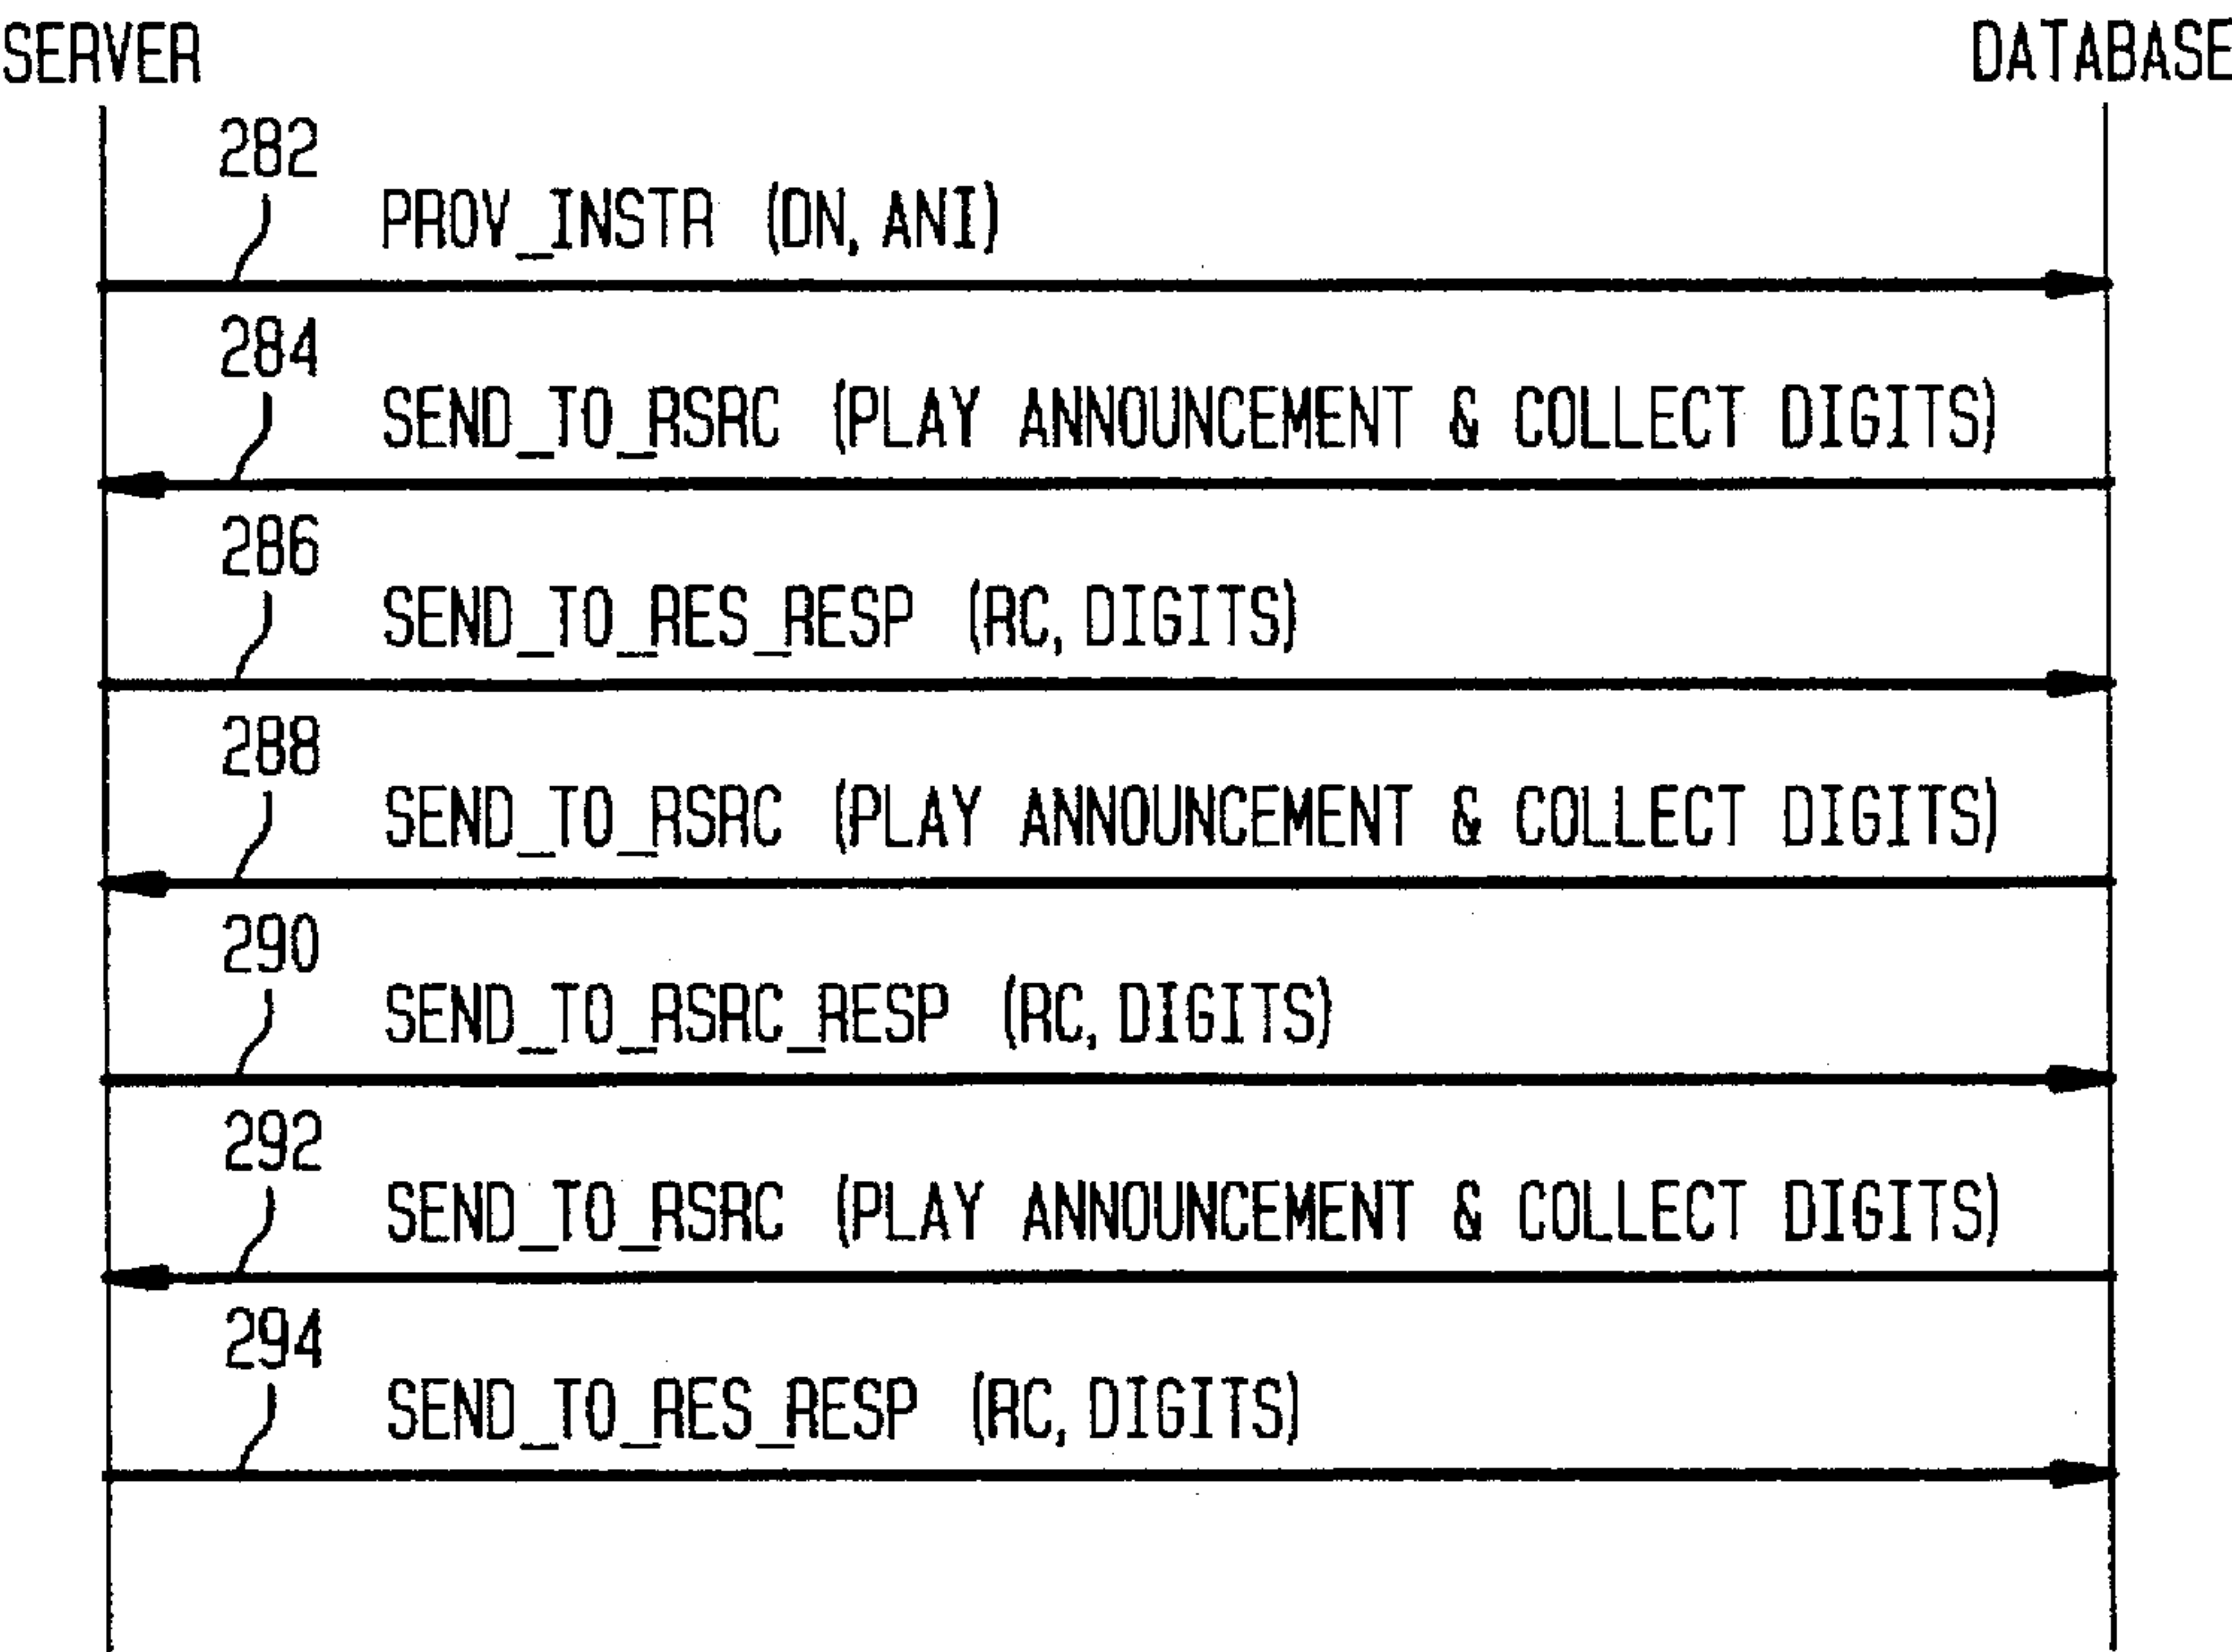 SERVER DATABASE
282
PROV_INSTR (DN, ANI)
284
SEND_TO_RSRC (PLAY ANNOUNCEMENT & COLLECT DIGITS)
286
SEND_TO_RES_RESP (RC, DIGITS)
288
SEND_TO_RSRC (PLAY ANNOUNCEMENT & COLLECT DIGITS)
290
SEND_TO_RSRC_RESP (RC, DIGITS)
292
SEND_TO_RSRC (PLAY ANNOUNCEMENT & COLLECT DIGITS)
294
SEND_TO_RES_RESP (RC, DIGITS)